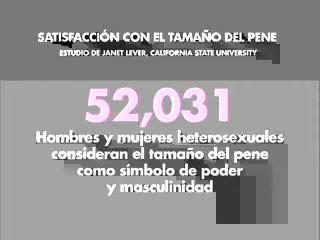 SATISFACCIÓN CON EL TAMAÑO DEL PENE
ESTUDIO DE JANET LEVER, CALIFORNIA STATE UNIVERSITY
52,031
Hombres y mujeres heterosexuales
consideran el tamaño del pene
como símbolo de poder
y masculinidad